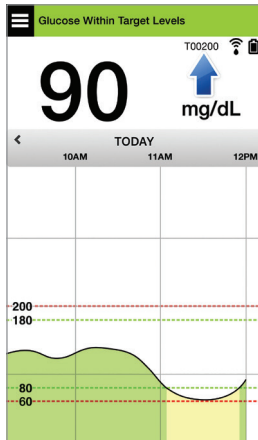 Glucose Within Target Levels
T00200
90
mg/dL
< TODAY
10AM 11AM 12PM
200
180
80
60